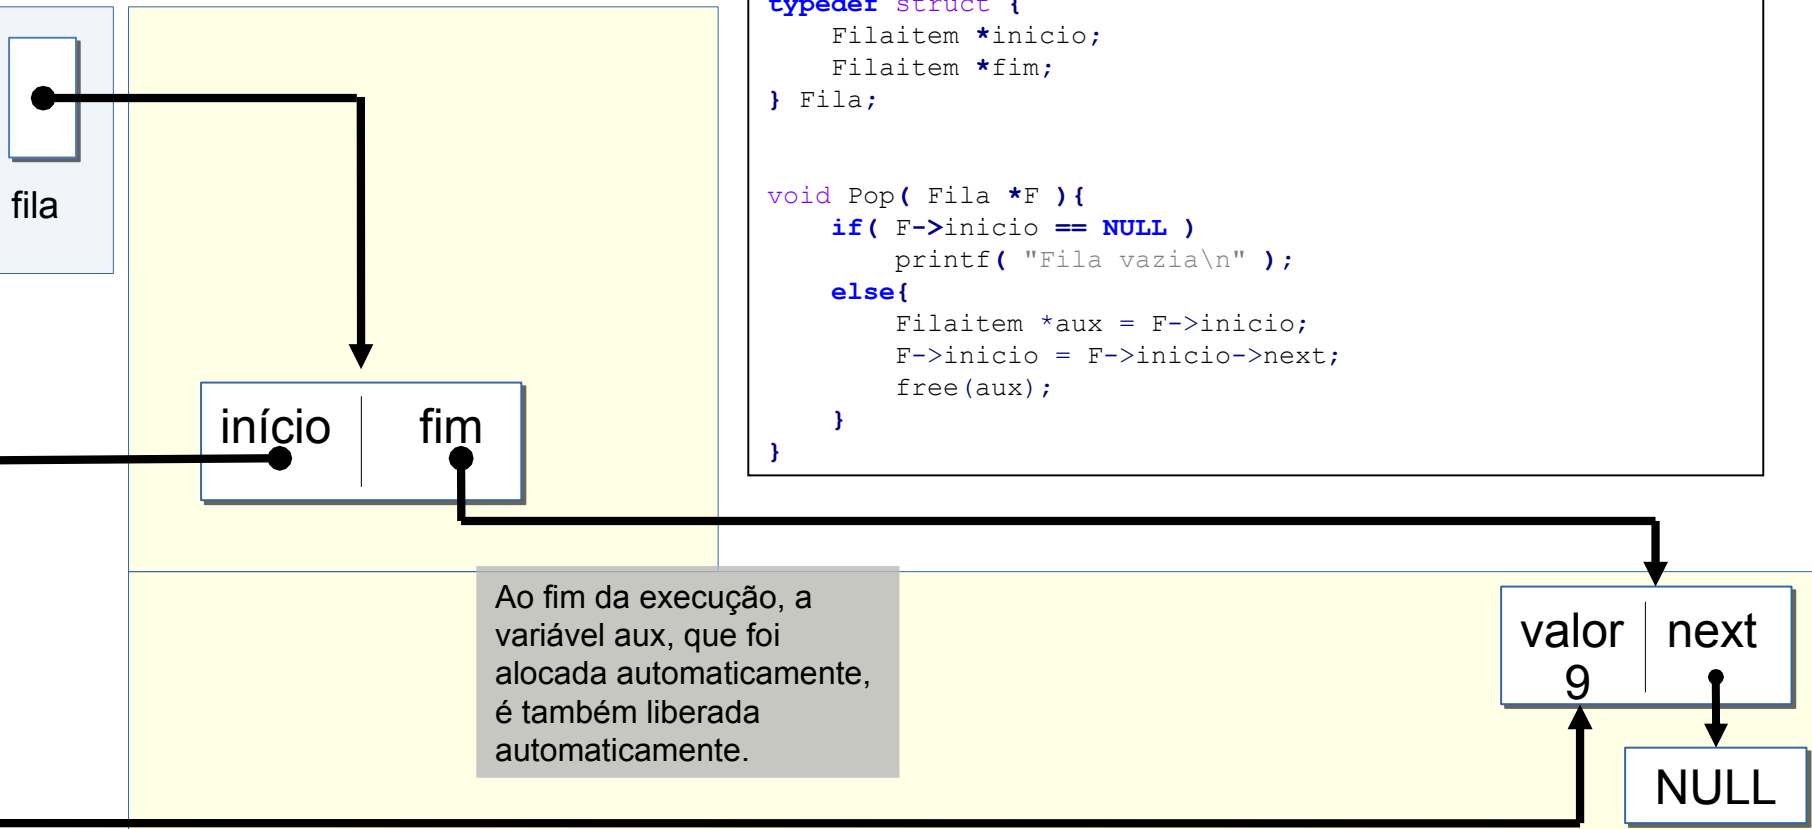 typedef struct {
Filaitem *inicio;
Filaitem *fim;
} Fila;
void Pop( Fila *F ){
if( F->inicio == NULL )
printf( "Fila vazia\n" );
else{
Filaitem *aux = F->inicio;
F->inicio = F->inicio->next;
free(aux);
}
}
fila
início
fim
Ao fim da execução, a
variável aux, que foi
alocada automaticamente,
é também liberada
automaticamente.
valor
9
next
NULL